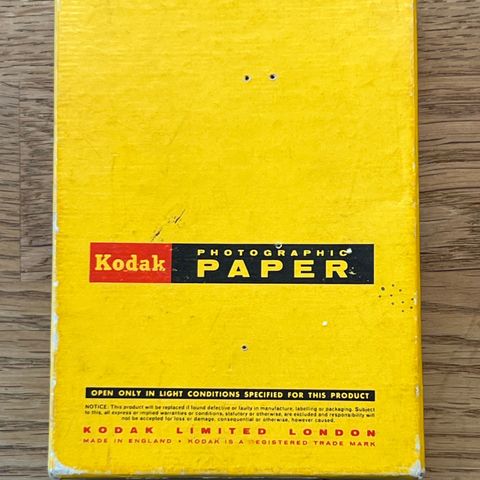 Kodak
PHOTOGRAPHIC
PAPER
OPEN ONLY IN LIGHT CONDITIONS SPECIFIED FOR THIS PRODUCT
NOTICE: This product will be replaced if found defective or faulty in manufacture, labelling or packaging. Subject
to this, all express or implied warranties or conditions, statutory or otherwise, are excluded and responsibility will
not be accepted for loss or damage, consequential or otherwise, however caused.
KODAK LIMITED LONDON
MADE IN ENGLAND • KODAK IS A REGISTERED TRADE MARK